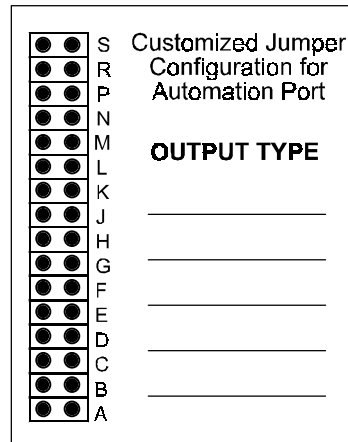 S
R
P
N
M
L
K
J
H
G
F
E
D
C
B
A
Customized Jumper
Configuration for
Automation Port
OUTPUT TYPE